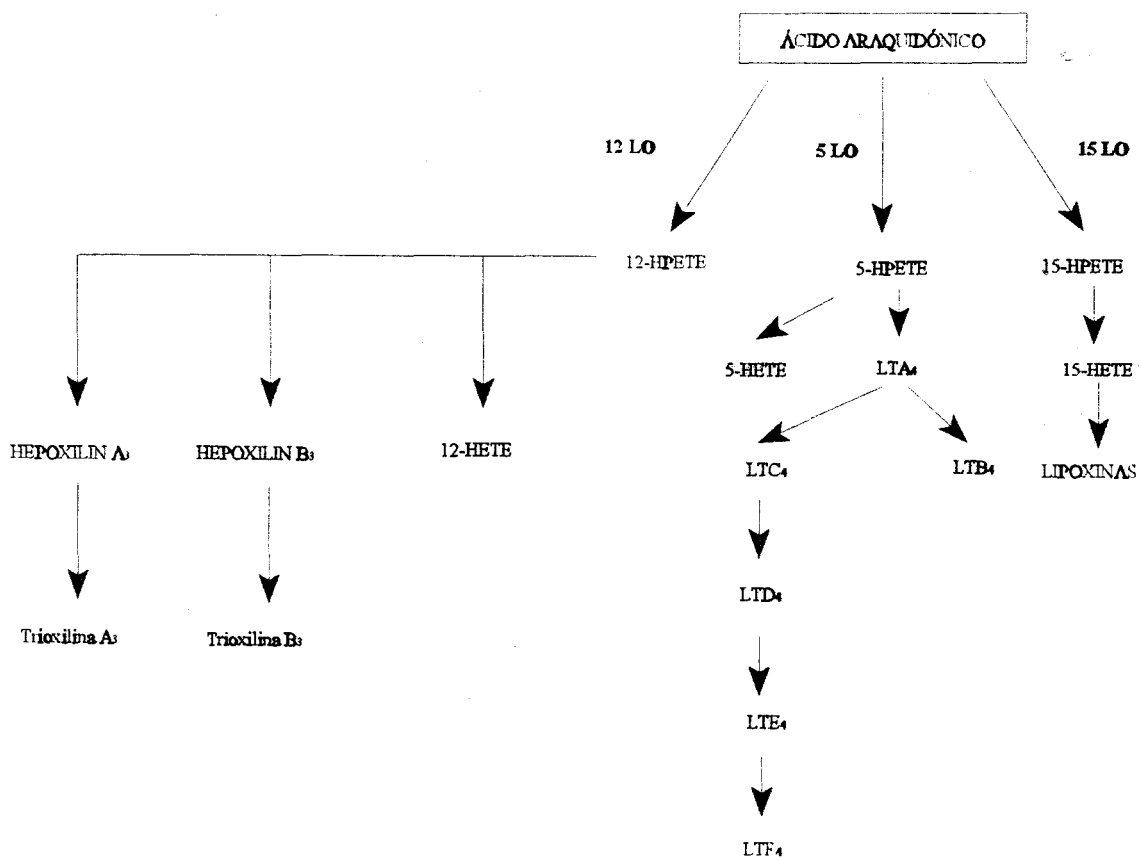 ÁCIDO ARAQUIDÓNICO
12 LO 5 LO 15 LO
12-HPETE 5-HPETE 15-HPETE
5-HETE LTA₄ 15-HETE
HEPOXILIN A₃ HEPOXILIN B₃ 12-HETE LTC₄ LTB₄ LIPOXINAS
LTD₄
Trioxilina A₃ Trioxilina B₃
LTE₄
LTF₄